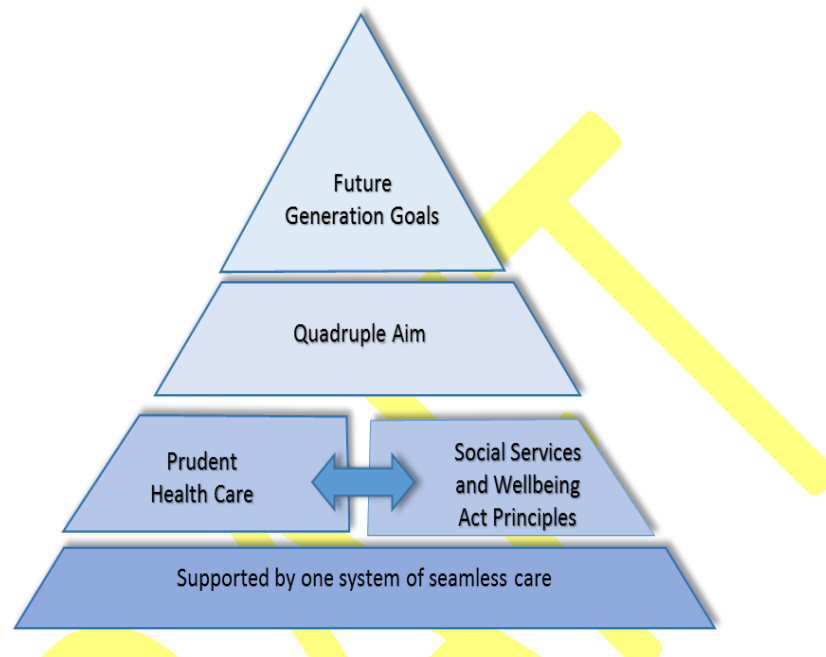 Future
Generation Goals
Quadruple Aim
Prudent
Health Care
Social Services
and Wellbeing
Act Principles
Supported by one system of seamless care